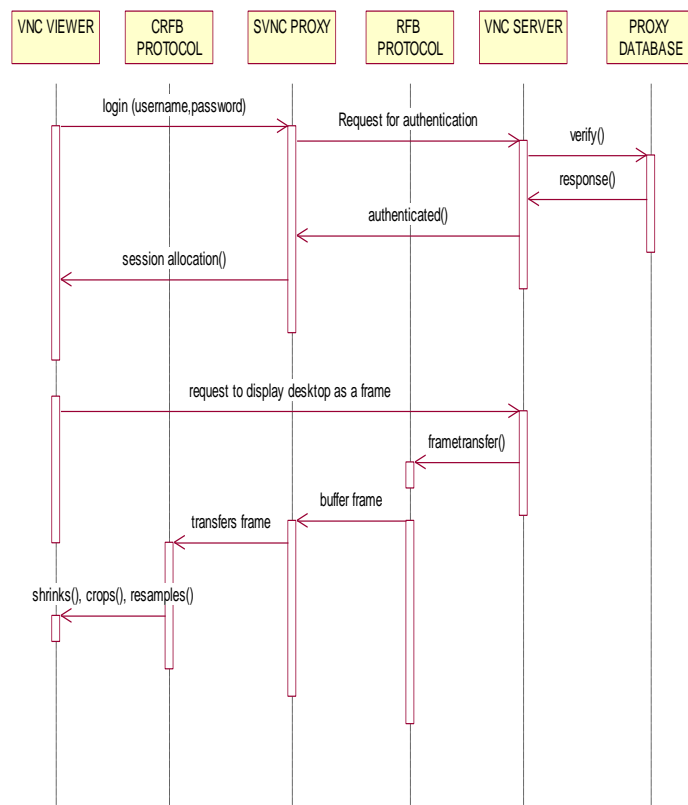 VNC VIEWER
CRFB
PROTOCOL
SVNC PROXY
RFB
PROTOCOL
VNC SERVER
PROXY
DATABASE
login (username,password)
Request for authentication
verify()
response()
authenticated()
session allocation()
request to display desktop as a frame
frametransfer()
buffer frame
transfers frame
shrinks(), crops(), resamples()